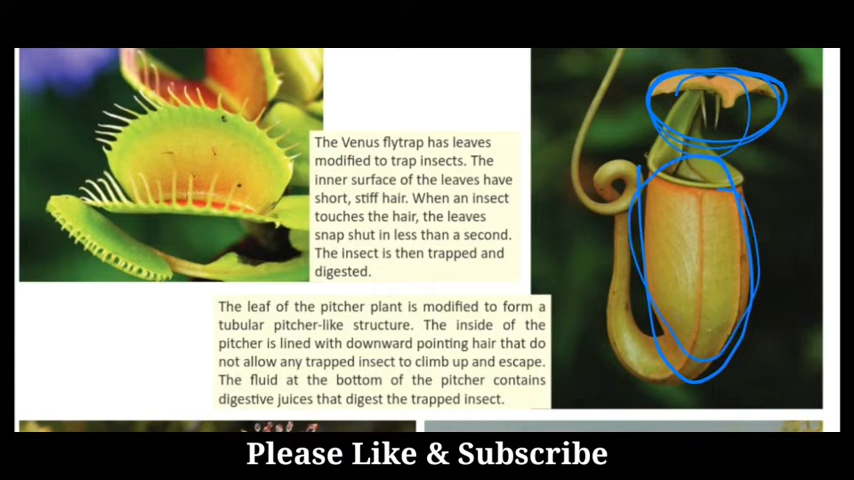 The Venus flytrap has leaves
modified to trap insects. The
inner surface of the leaves have
short, stiff hair. When an insect
touches the hair, the leaves
snap shut in less than a second.
The insect is then trapped and
digested.
The leaf of the pitcher plant is modified to form a
tubular pitcher-like structure. The inside of the
pitcher is lined with downward pointing hair that do
not allow any trapped insect to climb up and escape.
The fluid at the bottom of the pitcher contains
digestive juices that digest the trapped insect.
Please Like & Subscribe